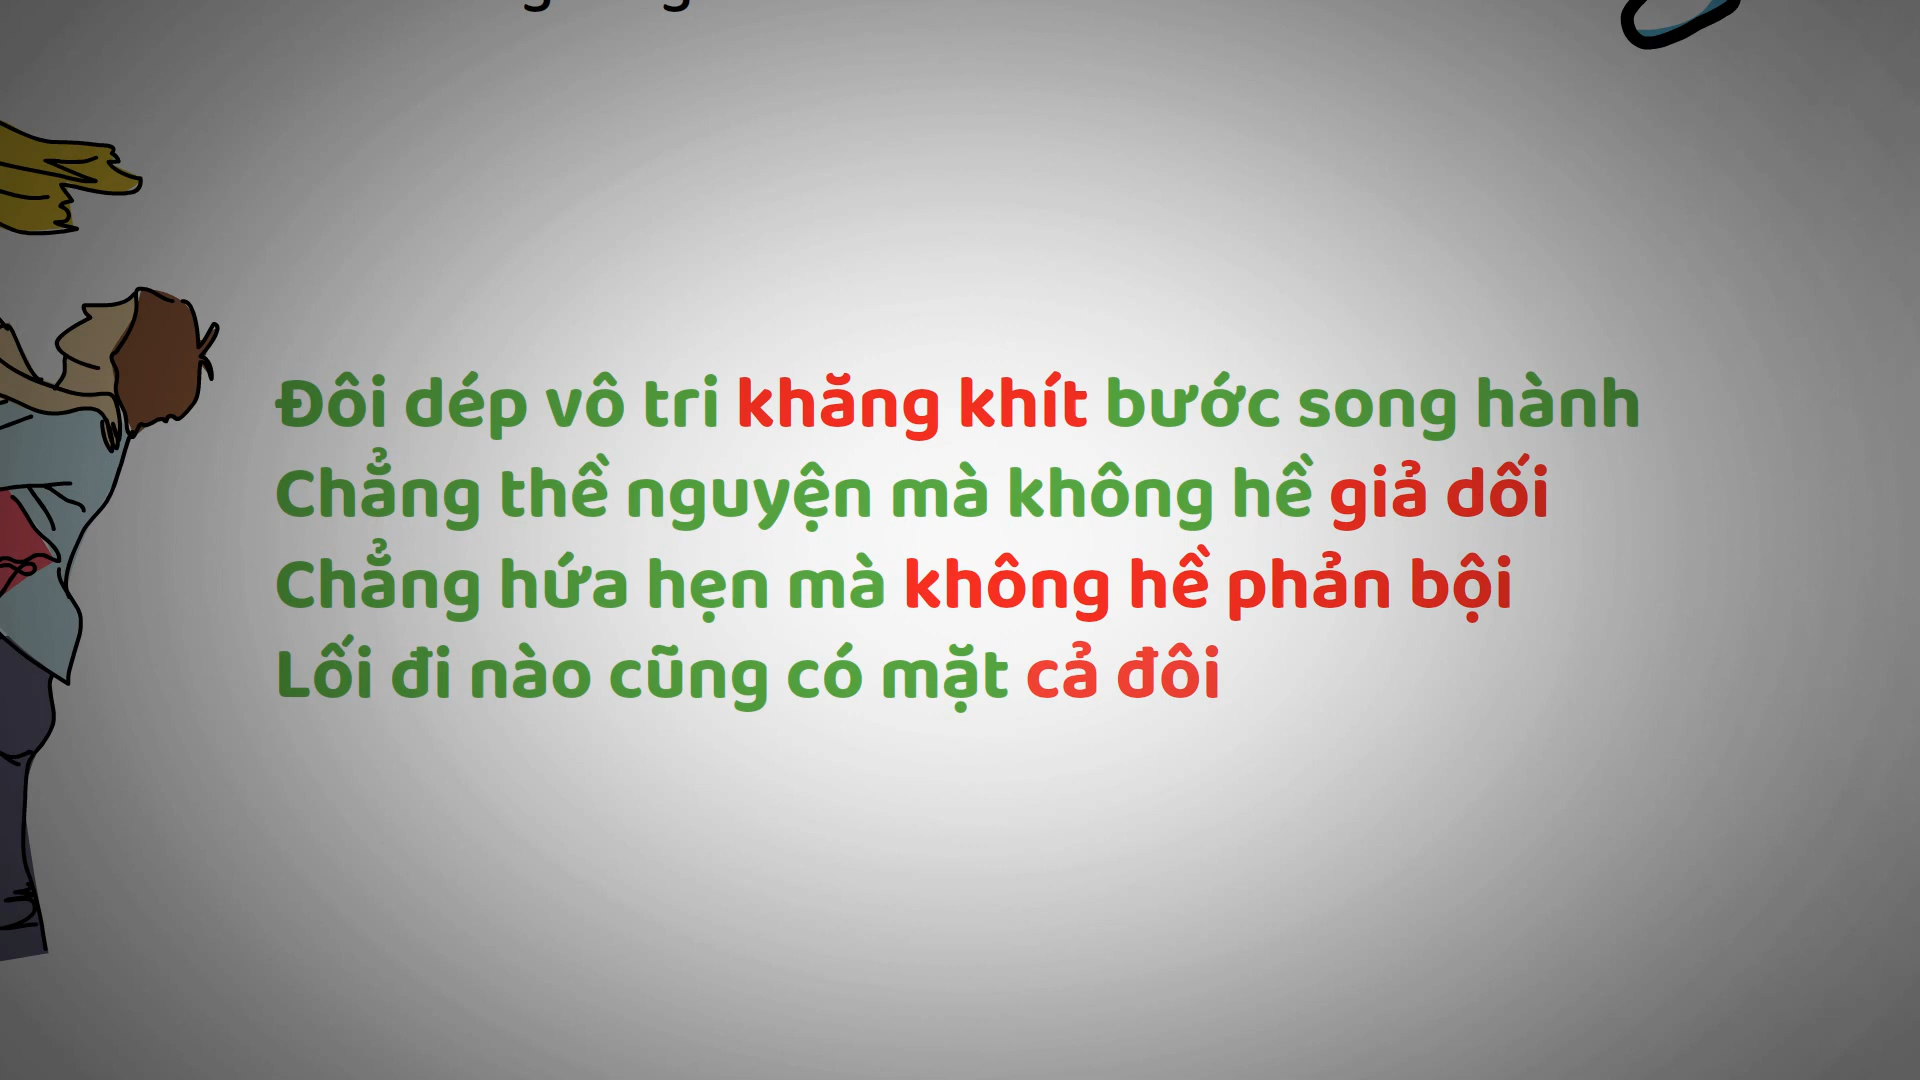 Đôi dép vô tri khăng khít bước song hành
Chẳng thề nguyện mà không hề giả dối
Chẳng hứa hẹn mà không hề phản bội
Lối đi nào cũng có mặt cả đôi